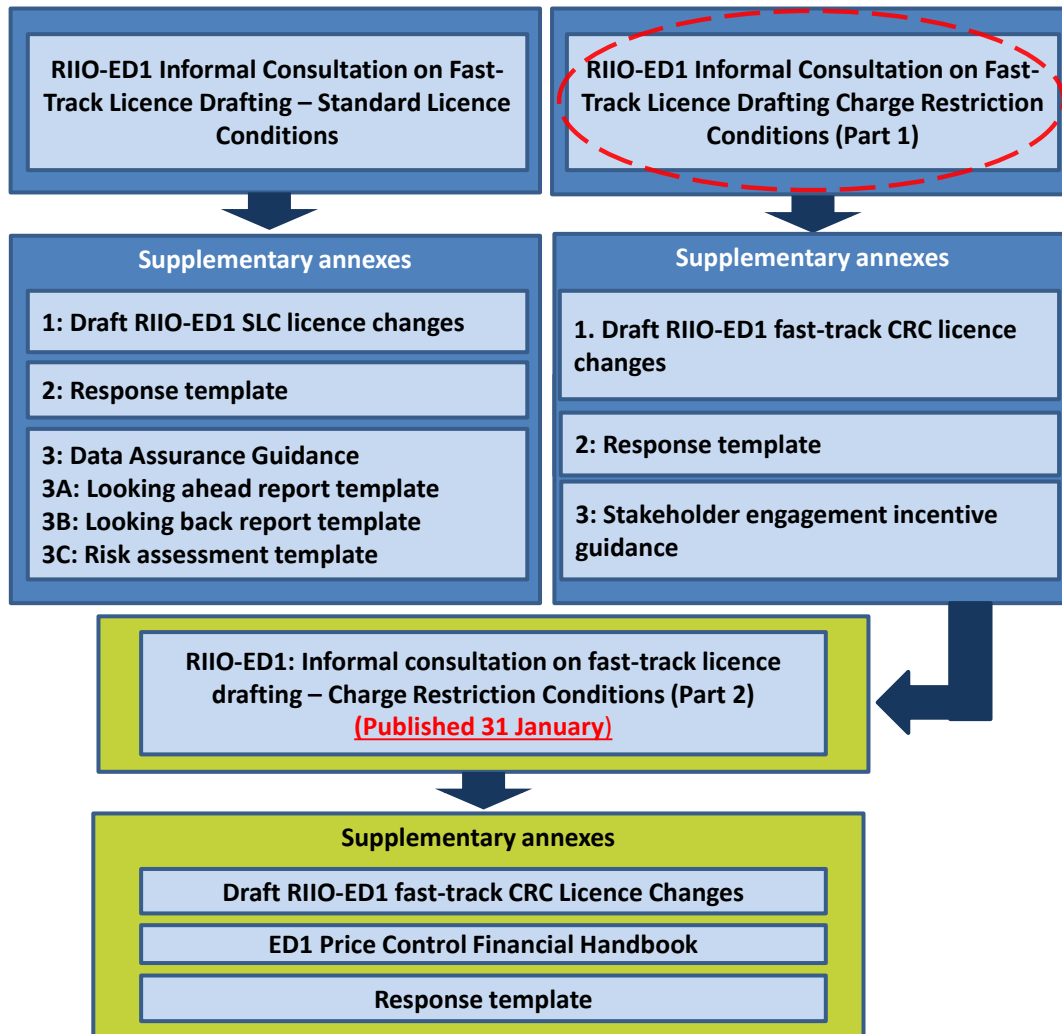 RIIO-ED1 Informal Consultation on Fast-
Track Licence Drafting – Standard Licence
Conditions
RIIO-ED1 Informal Consultation on Fast-
Track Licence Drafting Charge Restriction
Conditions (Part 1)
Supplementary annexes
1: Draft RIIO-ED1 SLC licence changes
2: Response template
3: Data Assurance Guidance
3A: Looking ahead report template
3B: Looking back report template
3C: Risk assessment template
Supplementary annexes
1. Draft RIIO-ED1 fast-track CRC licence
changes
2: Response template
3: Stakeholder engagement incentive
guidance
RIIO-ED1: Informal consultation on fast-track licence
drafting – Charge Restriction Conditions (Part 2)
(Published 31 January)
Supplementary annexes
Draft RIIO-ED1 fast-track CRC Licence Changes
ED1 Price Control Financial Handbook
Response template